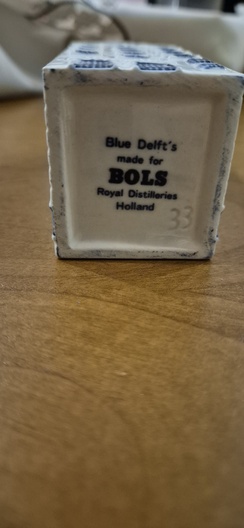 Blue Delft's
made for
BOLS
Royal Distilleries
Holland
33